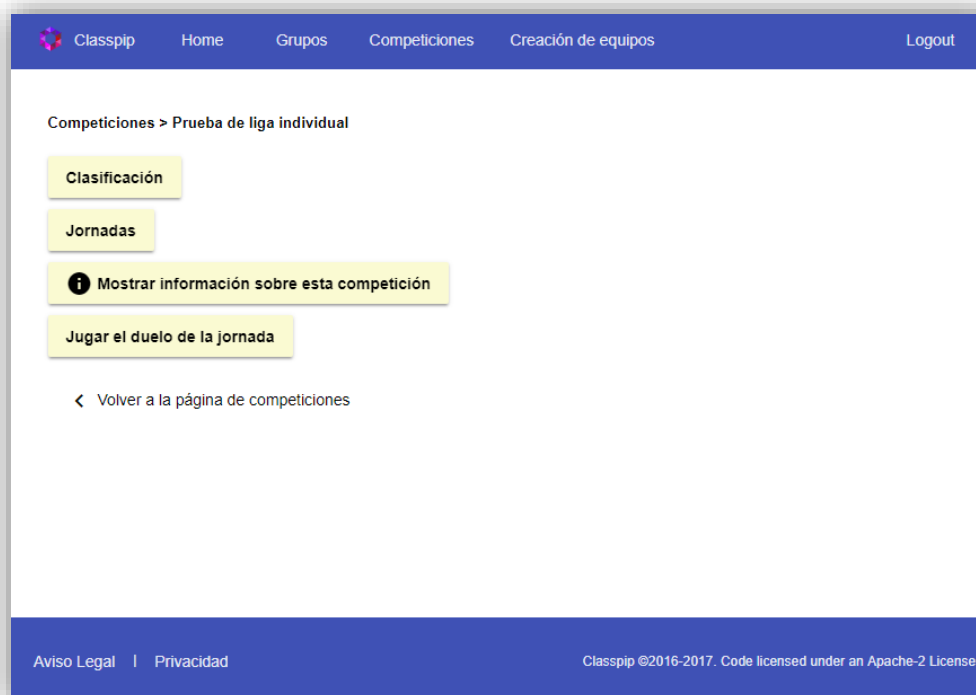 Classpip Home Grupos Competiciones Creación de equipos Logout
Competiciones > Prueba de liga individual
Clasificación
Jornadas
Mostrar información sobre esta competición
Jugar el duelo de la jornada
Volver a la página de competiciones
Aviso Legal | Privacidad Classpip ©2016-2017. Code licensed under an Apache-2 License